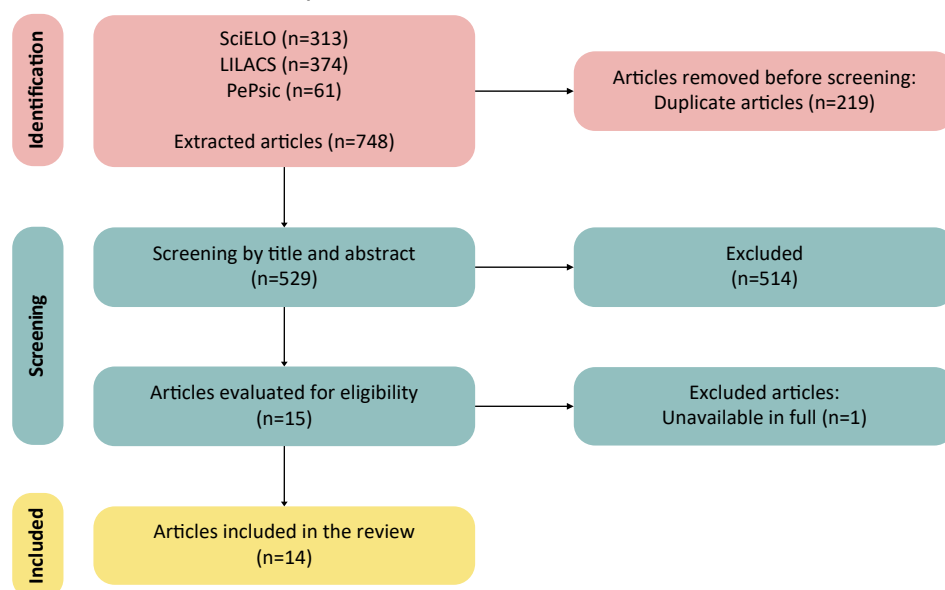 Identification
SciELO (n=313)
LILACS (n=374)
PePsic (n=61)
Extracted articles (n=748)
Articles removed before screening:
Duplicate articles (n=219)
Screening
Screening by title and abstract
(n=529)
Excluded
(n=514)
Articles evaluated for eligibility
(n=15)
Excluded articles:
Unavailable in full (n=1)
Included
Articles included in the review
(n=14)